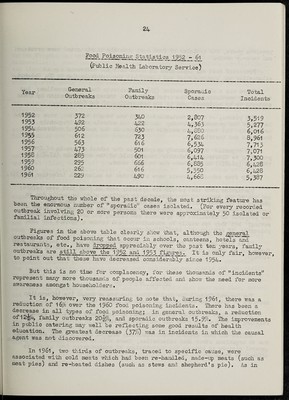 24
Food Poisoning Statistics 1952 - 61
(Public Health Laboratory Service)
Year General Outbreaks Family Outbreaks Sporadic Cases Total Incidents
1952 372 340 2,807 3,519
1953 492 422 4,363 5,277
1954 506 630 4,880 6,016
1955 612 723 7,626 8,961
1956 563 616 6,534 7,713
1957 473 501 6,097 7,071
1958 285 601 6,414 7,300
1959 295 666 6,885
1960 262 616 5,550 6,428
1961 229 490 4,668 5,387
Throughout the whole of the past decade, the most striking feature has
been the enormous number of "sporadic" cases isolated. (For every recorded
outbreak involving 20 or more persons there were approximately 50 isolated or
familial infections).
Figures in the above table clearly show that, although the general
outbreaks of food poisoning that occur in schools, canteens, hotels and
restaurants, etc., have dropped appreciably over the past ten years, family
outbreaks are still above the 1952 and 1953 figures. It is only fair, however,
to point out that these have decreased considerably since 1954.
But this is no time for complacency, for these thousands of "incidents"
represent many more thousands of people affected and show the need for more
awareness amongst householders.
It is, however, very reassuring to note that, during 1961, there was a
reduction of 16% over the 1960 food poisoning incidents. There has been a
decrease in all types of food poisoning; in general outbreaks, a reduction
of 12½%, family outbreaks 20½%, and sporadic outbreaks 15.9%. The improvements
in public catering may well be reflecting some good results of health
education. The greatest decrease (37%) was in incidents in which the causal
agent was not discovered.
In 1961, two thirds of outbreaks, traced to specific cause, were
associated with cold meats which had been re-handled, made-up meats (such as
meat pies) and re-heated dishes (such as stews and shepherd's pie). As in